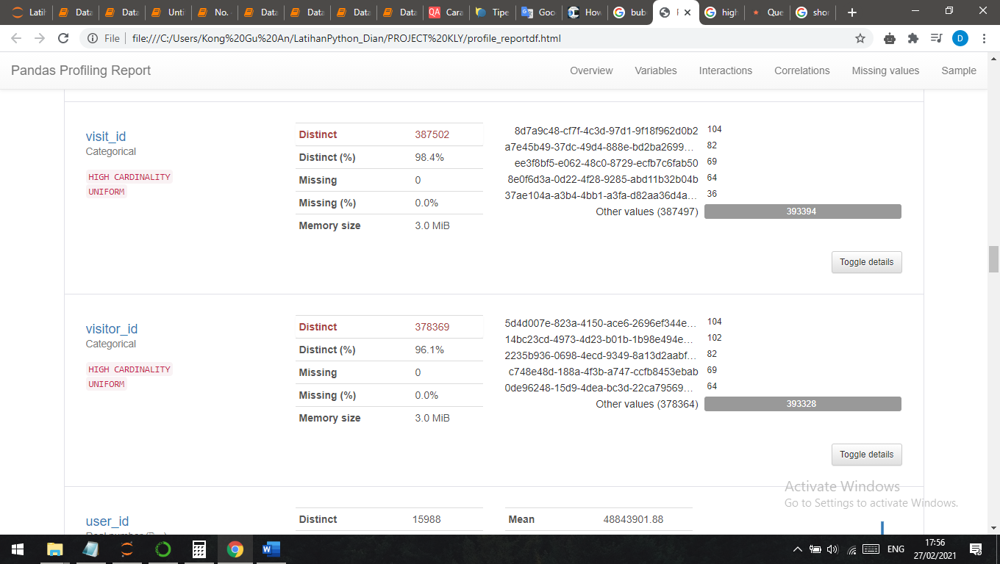 Latih
Data
Data
Unti
No. 
Data
Data
Data
Data
Cara
Tipe
Goo
How
bub
high
Que
shor
File file:///C:/Users/Kong%20Gu%20An/LatihanPython_Dian/PROJECT%20KLY/profile_reportdf.html
D
Pandas Profiling Report Overview Variables Interactions Correlations Missing values Sample
visit_id
Categorical
HIGH CARDINALITY
UNIFORM
Distinct 387502
Distinct (%) 98.4%
Missing 0
Missing (%) 0.0%
Memory size 3.0 MiB
8d7a9c48-cf7f-4c3d-97d1-9f18f962d0b2 104
a7e45b49-37dc-49d4-888e-bd2ba2699… 82
ee3f8bf5-e062-48c0-8729-ecfb7c6fab50 69
8e0f6d3a-0d22-4f28-9285-abd11b32b04b 64
37ae104a-a3b4-4bb1-a3fa-d82aa36d4a… 36
Other values (387497) 393394
Toggle details
visitor_id
Categorical
HIGH CARDINALITY
UNIFORM
Distinct 378369
Distinct (%) 96.1%
Missing 0
Missing (%) 0.0%
Memory size 3.0 MiB
5d4d007e-823a-4150-ace6-2696ef344e… 104
14bc23cd-4973-4d23-b01b-1b98e494e… 102
2235b936-0698-4ecd-9349-8a13d2aabf… 82
c748e48d-188a-4f3b-a747-ccfb8453ebab 69
0de96248-15d9-4dea-bc3d-22ca79569… 64
Other values (378364) 393328
Toggle details
Activate Windows
Go to Settings to activate Windows.
user_id
Distinct 15988
Mean 48843901.88
ENG
17:56
27/02/2021